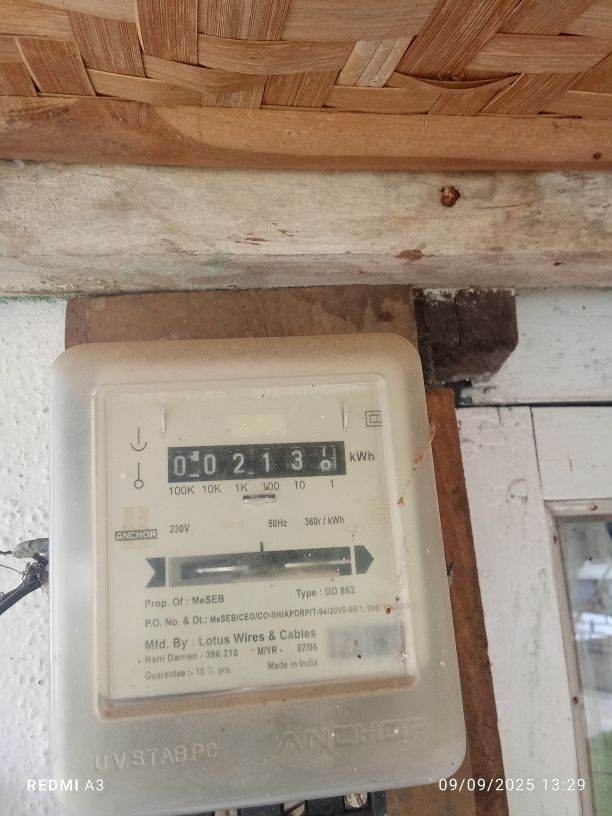 0 0 2 1 3 kWh
100K 10K 1K 100 10 1
ANCHOR 230V 50Hz 360r / kWh
Prop. Of : MeSEB Type : DD 862
P.O. No. & Dt.: MeSEB/CEO/CC-SH/APDRP/T-94/2005-06/1, Dtd.
Mfd. By : Lotus Wires & Cables
Nani Daman - 396 210 M/YR - 07/06
Guarantee :- 10 ½ yrs. Made in India
U.V.STAB.PC ANCHOR
REDMI A3 09/09/2025 13:29